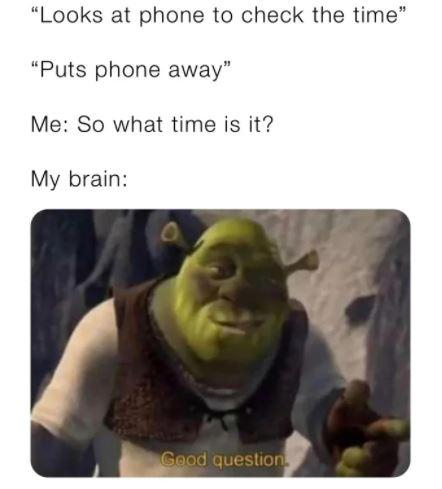 “Looks at phone to check the time”
“Puts phone away”
Me: So what time is it?
My brain:
Good question.